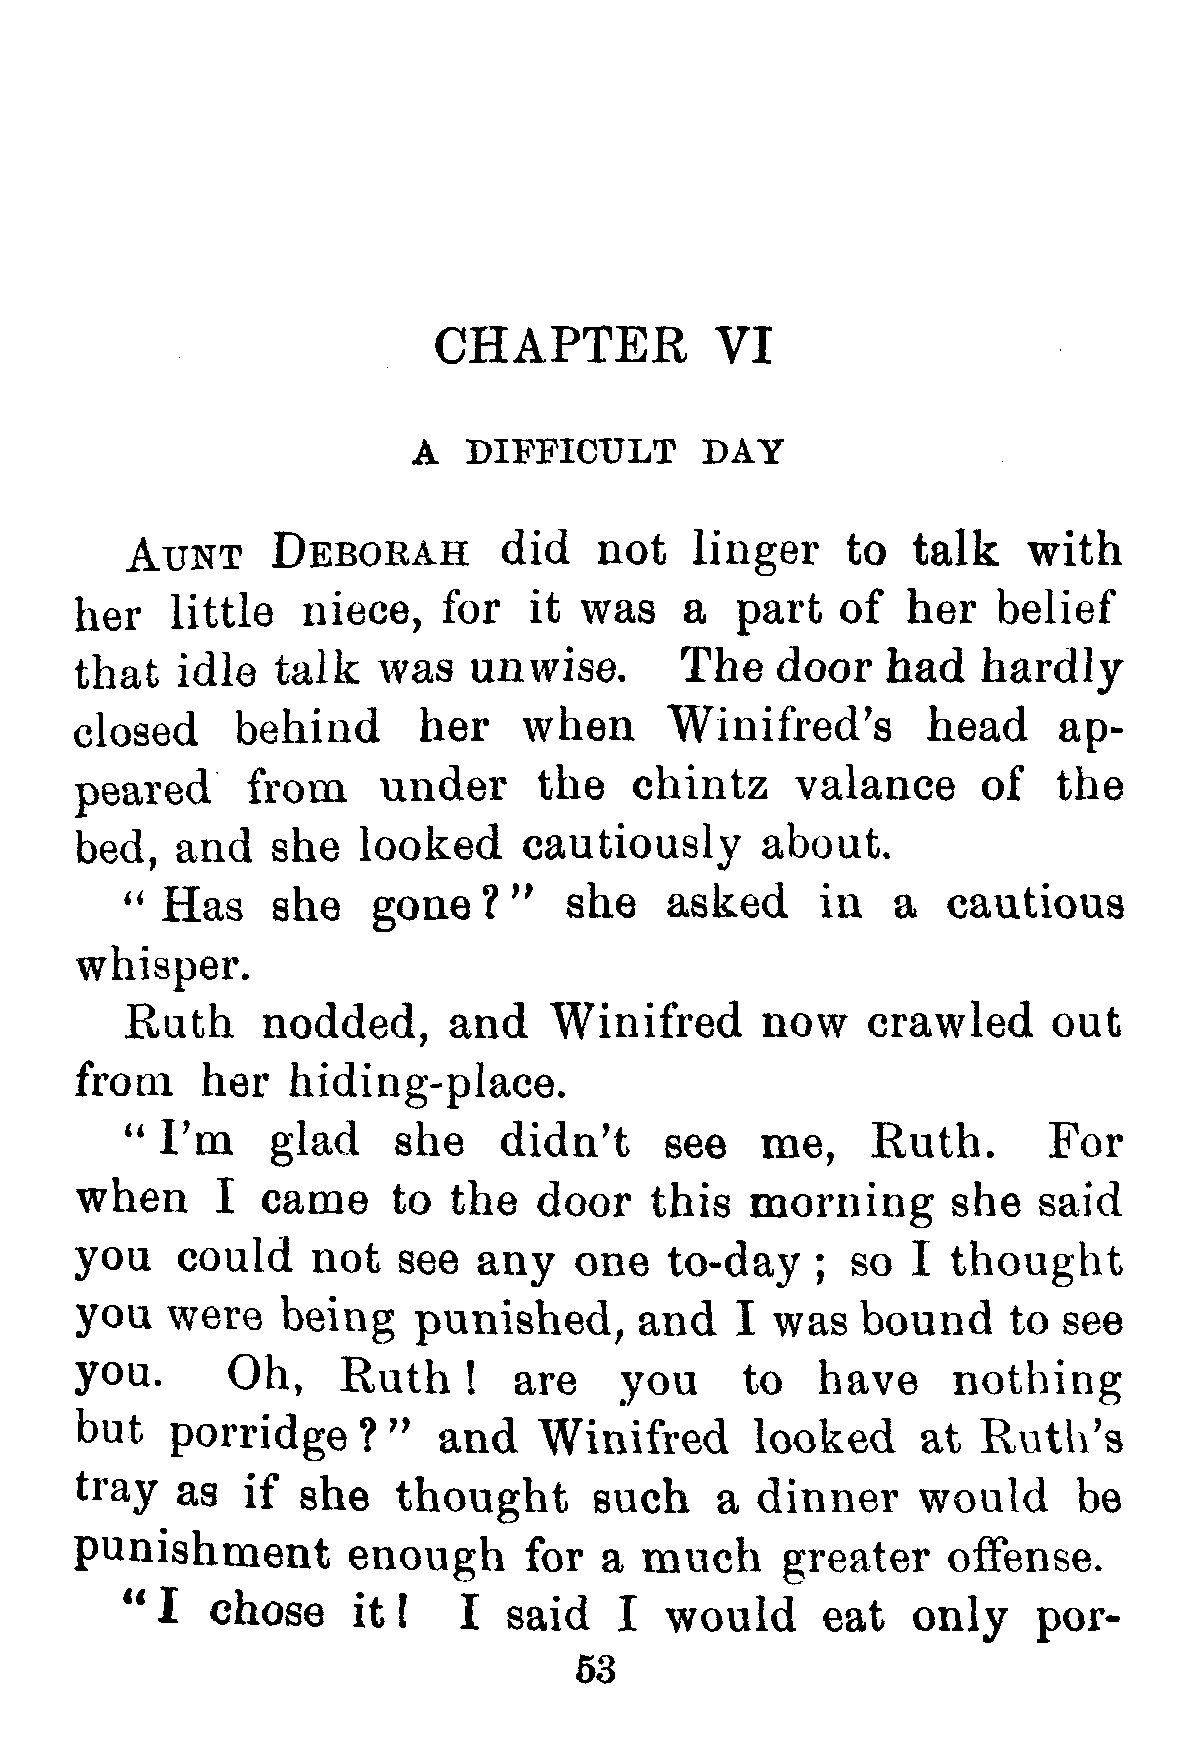 CHAPTER VI
A DIFFICULT DAY
AUNT DEBORAH did not linger to talk with
her little niece, for it was a part of her belief
that idle talk was unwise. The door had hardly
closed behind her when Winifred's head ap-
peared from under the chintz valance of the
bed, and she looked cautiously about.
" Has she gone ? " she asked in a cautious
whisper.
Ruth nodded, and Winifred now crawled out
from her hiding-place.
" I'm glad she didn't see me, Ruth. For
when I came to the door this morning she said
you could not see any one to-day ; so I thought
you were being punished, and I was bound to see
you. Oh, Ruth ! are you to have nothing
but porridge ? " and Winifred looked at Ruth's
tray as if she thought such a dinner would be
punishment enough for a much greater offense.
" I chose it ! I said I would eat only por-
53